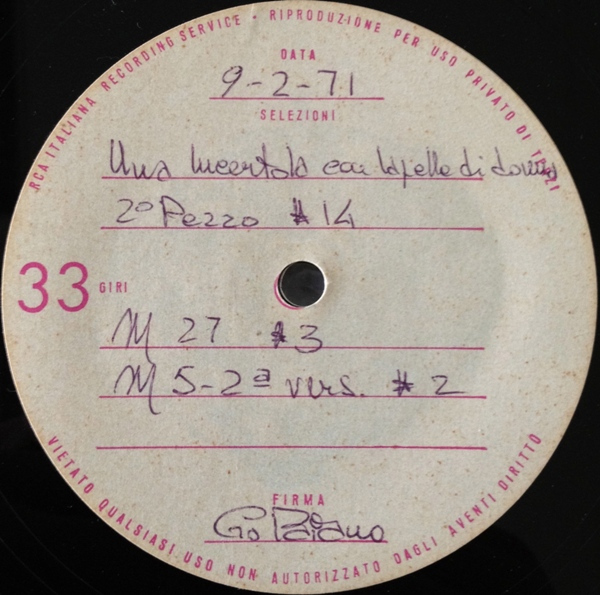 RCA ITALIANA RECORDING SERVICE • RIPRODUZIONE PER USO PRIVATO DI TITOLI
DATA
9-2-71
SELEZIONI
Una lucertola con la pelle di donna
2º Pezzo #14
33 GIRI
M 27 #3
M 5-2ª vers. #2
FIRMA
VIETATO QUALSIASI USO NON AUTORIZZATO DAGLI AVENTI DIRITTO